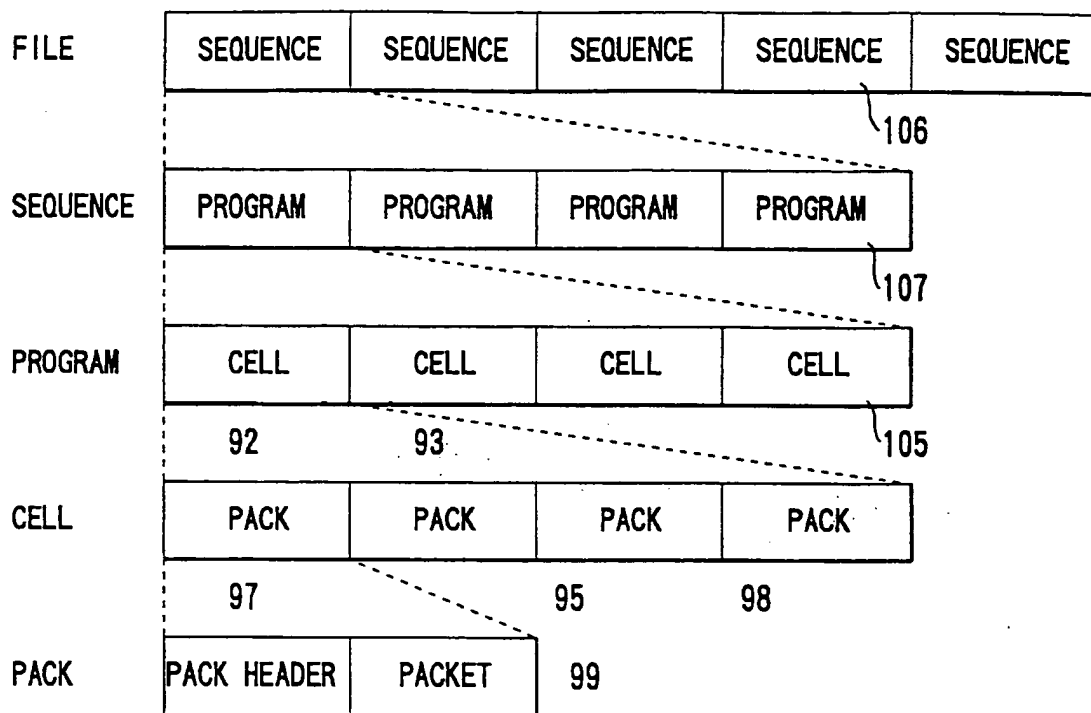 FILE SEQUENCE SEQUENCE SEQUENCE SEQUENCE SEQUENCE
106
SEQUENCE PROGRAM PROGRAM PROGRAM PROGRAM
107
PROGRAM CELL CELL CELL CELL
92 93 105
CELL PACK PACK PACK PACK
97 95 98
PACK PACK HEADER PACKET 99